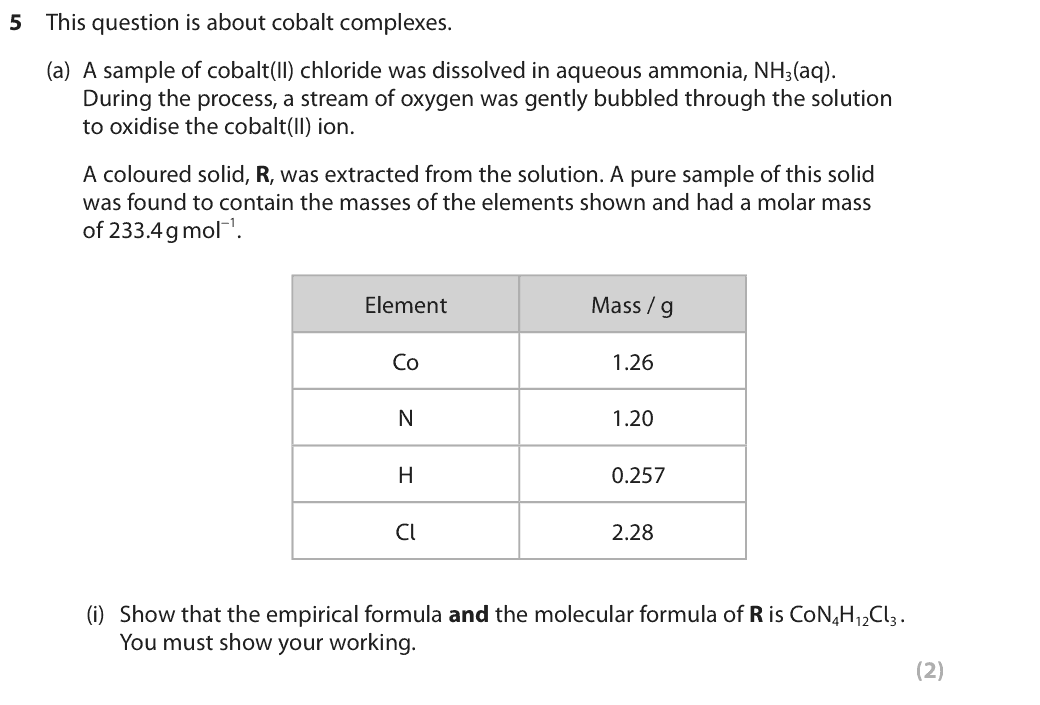 5 This question is about cobalt complexes.
(a) A sample of cobalt(II) chloride was dissolved in aqueous ammonia, NH₃(aq).
During the process, a stream of oxygen was gently bubbled through the solution
to oxidise the cobalt(II) ion.
A coloured solid, R, was extracted from the solution. A pure sample of this solid
was found to contain the masses of the elements shown and had a molar mass
of 233.4 g mol⁻¹.
Element Mass / g
Co 1.26
N 1.20
H 0.257
Cl 2.28
(i) Show that the empirical formula and the molecular formula of R is CoN₄H₁₂Cl₃.
You must show your working.
(2)